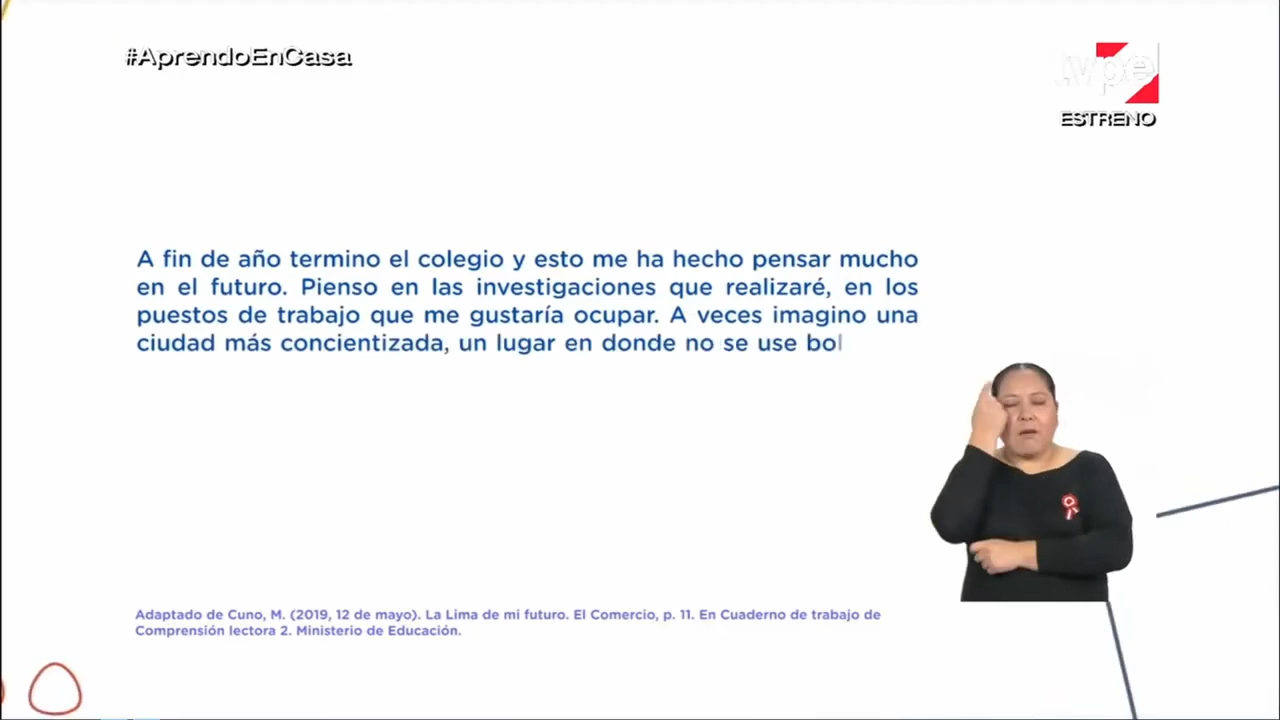 #AprendoEnCasa
tvpe
ESTRENO
A fin de año termino el colegio y esto me ha hecho pensar mucho
en el futuro. Pienso en las investigaciones que realizaré, en los
puestos de trabajo que me gustaría ocupar. A veces imagino una
ciudad más concientizada, un lugar en donde no se use bol
Adaptado de Cuno, M. (2019, 12 de mayo). La Lima de mi futuro. El Comercio, p. 11. En Cuaderno de trabajo de
Comprensión lectora 2. Ministerio de Educación.